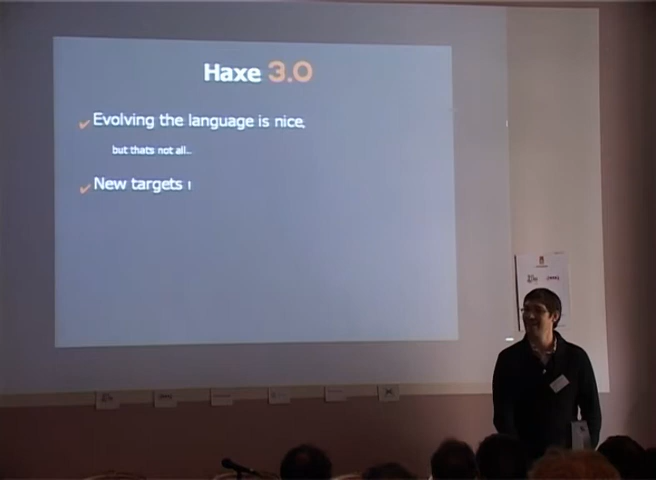 Haxe 3.0
Evolving the language is nice,
but thats not all...
New targets !